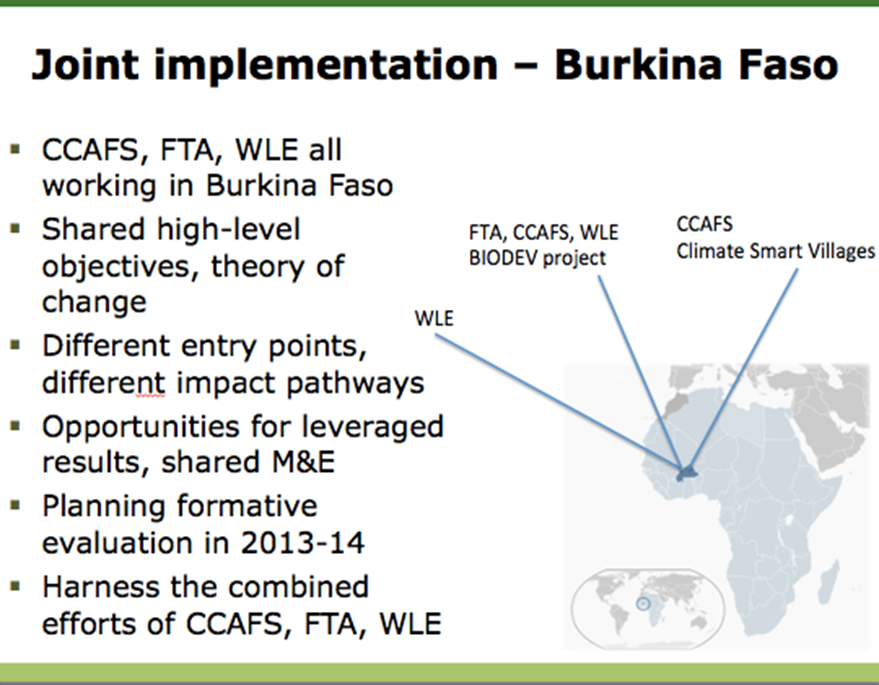 Joint implementation – Burkina Faso
▪ CCAFS, FTA, WLE all
working in Burkina Faso
▪ Shared high-level
objectives, theory of
change
▪ Different entry points,
different impact pathways
▪ Opportunities for leveraged
results, shared M&E
▪ Planning formative
evaluation in 2013-14
▪ Harness the combined
efforts of CCAFS, FTA, WLE
WLE
FTA, CCAFS, WLE
BIODEV project
CCAFS
Climate Smart Villages